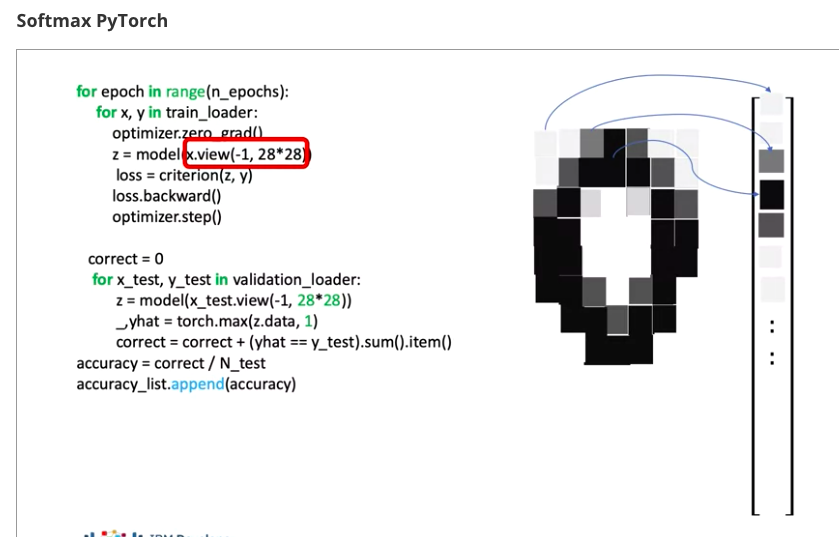 Softmax PyTorch
for epoch in range(n_epochs):
for x, y in train_loader:
optimizer.zero_grad()
z = model(x.view(-1, 28*28))
loss = criterion(z, y)
loss.backward()
optimizer.step()
correct = 0
for x_test, y_test in validation_loader:
z = model(x_test.view(-1, 28*28))
_,yhat = torch.max(z.data, 1)
correct = correct + (yhat == y_test).sum().item()
accuracy = correct / N_test
accuracy_list.append(accuracy)